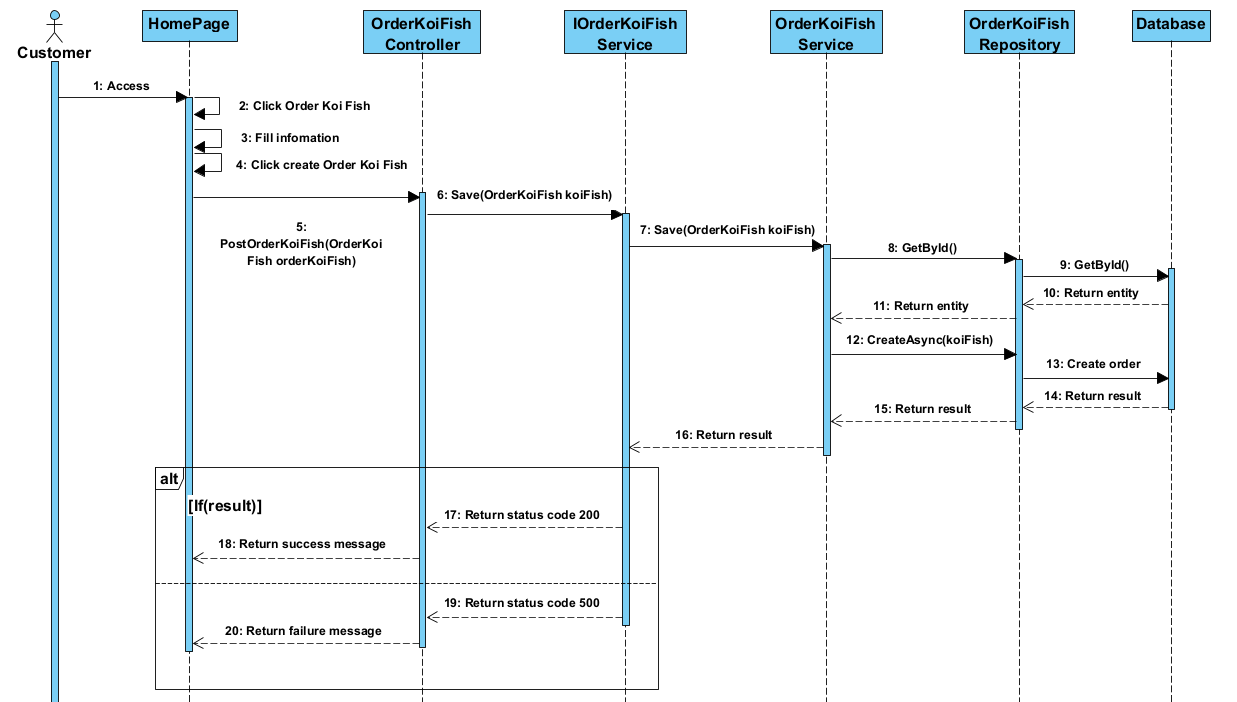 Customer
HomePage
OrderKoiFish
Controller
IOrderKoiFish
Service
OrderKoiFish
Service
OrderKoiFish
Repository
Database
1: Access
2: Click Order Koi Fish
3: Fill infomation
4: Click create Order Koi Fish
5:
PostOrderKoiFish(OrderKoi
Fish orderKoiFish)
6: Save(OrderKoiFish koiFish)
7: Save(OrderKoiFish koiFish)
8: GetById()
9: GetById()
10: Return entity
11: Return entity
12: CreateAsync(koiFish)
13: Create order
14: Return result
15: Return result
16: Return result
alt
[If(result)]
17: Return status code 200
18: Return success message
19: Return status code 500
20: Return failure message